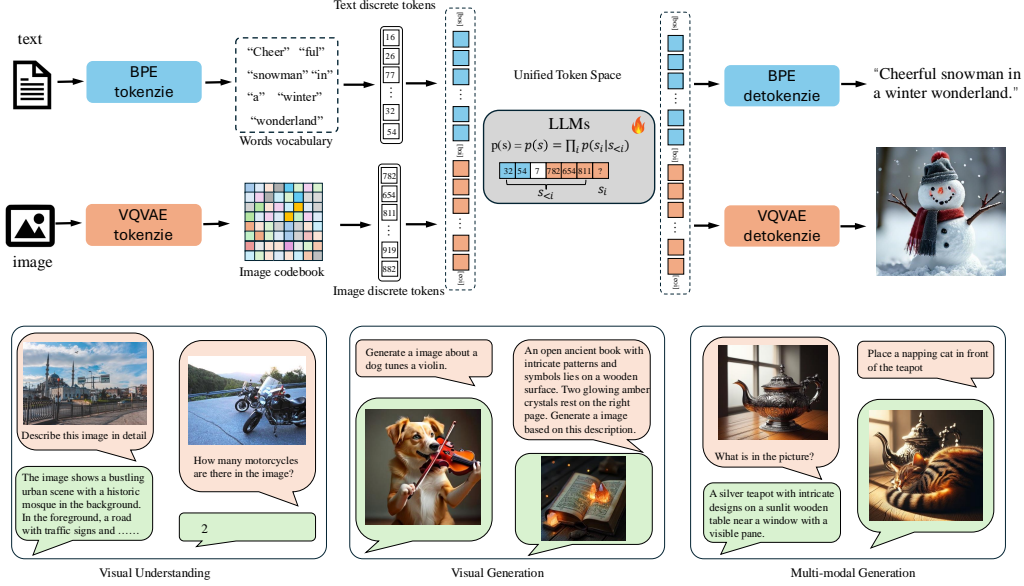 text
BPE
tokenzie
"Cheer" "ful"
"snowman" "in"
"a" "winter"
"wonderland"
Words vocabulary
Text discrete tokens
16
26
77
32
54
[bos]
[boi]
[eoi]
[eos]
Unified Token Space
LLMs
p(s) = p(s) = ∏ᵢ p(sᵢ|s<ᵢ)
32 54 7 782 654 811 ?
s<ᵢ sᵢ
BPE
detokenzie
"Cheerful snowman in
a winter wonderland."
image
VQVAE
tokenzie
Image codebook
782
654
811
919
882
Image discrete tokens
VQVAE
detokenzie
Describe this image in detail
The image shows a bustling
urban scene with a historic
mosque in the background.
In the foreground, a road
with traffic signs and ……
How many motorcycles
are there in the image?
2
Visual Understanding
Generate a image about a
dog tunes a violin.
An open ancient book with
intricate patterns and
symbols lies on a wooden
surface. Two glowing amber
crystals rest on the right
page. Generate a image
based on this description.
Visual Generation
What is in the picture?
A silver teapot with intricate
designs on a sunlit wooden
table near a window with a
visible pane.
Place a napping cat in front
of the teapot
Multi-modal Generation